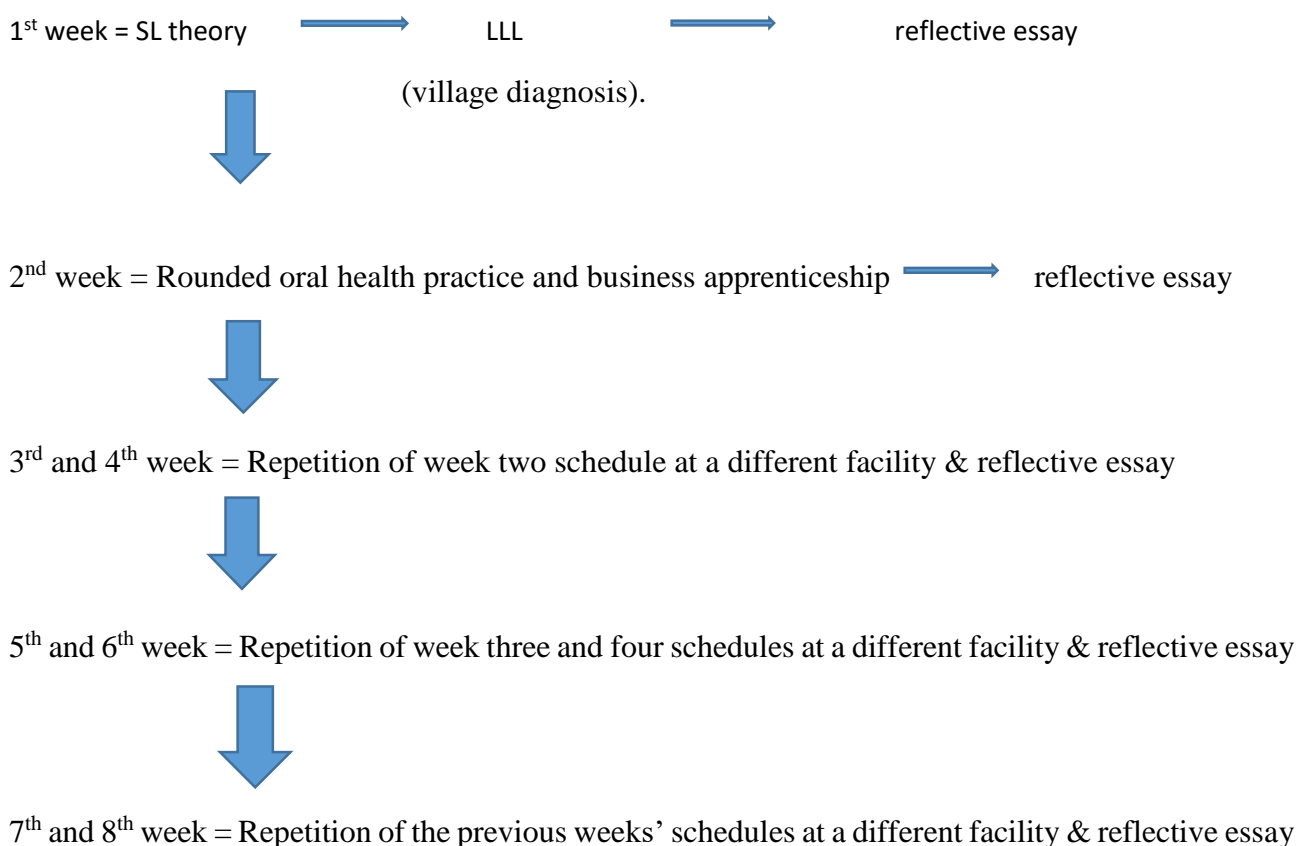 1st week = SL theory LLL reflective essay
(village diagnosis).
2nd week = Rounded oral health practice and business apprenticeship reflective essay
3rd and 4th week = Repetition of week two schedule at a different facility & reflective essay
5th and 6th week = Repetition of week three and four schedules at a different facility & reflective essay
7th and 8th week = Repetition of the previous weeks’ schedules at a different facility & reflective essay